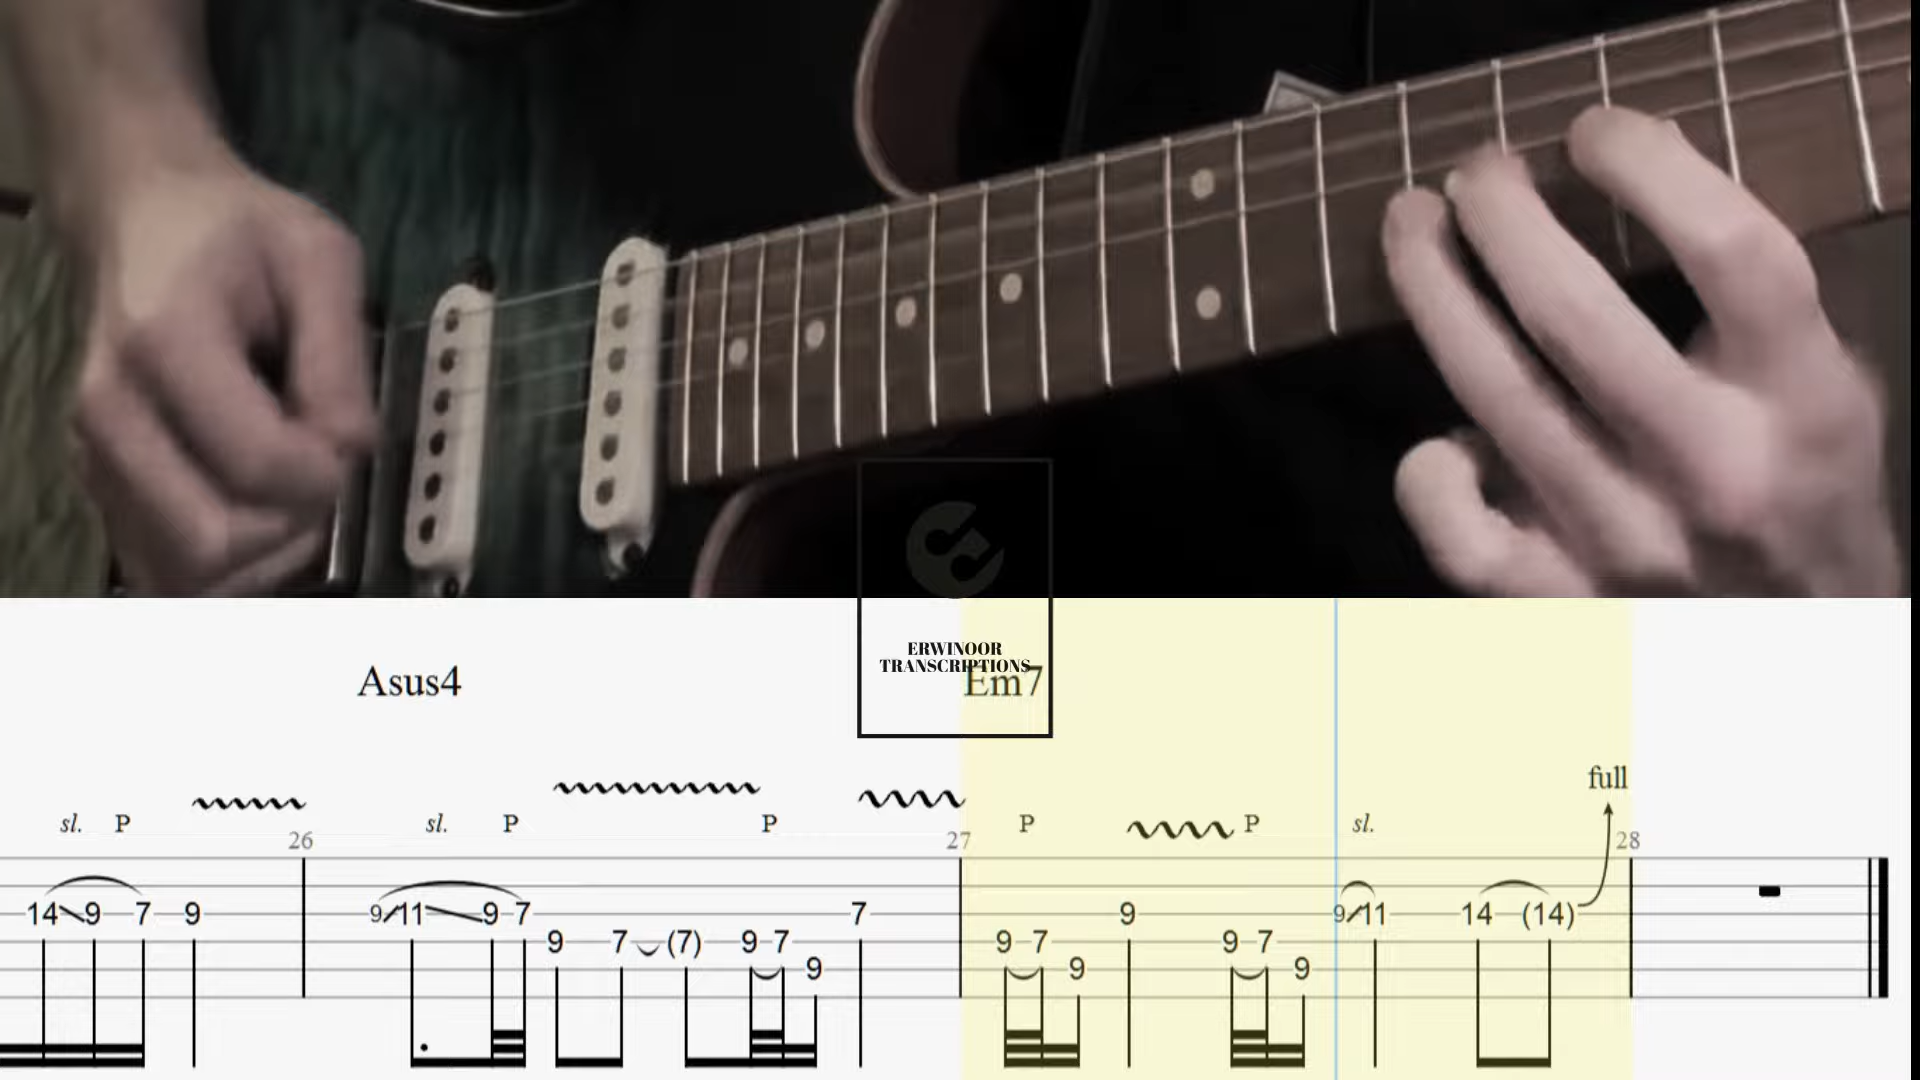 ERWINOOR
TRANSCRIPTIONS
Asus4
Em7
full
sl. P sl. P P P P sl.
26 27 28
14 9 7 9 9 11 9 7 7 9 9 11 14 (14)
9 7 (7) 9 7 9 7 9 7
9 9 9